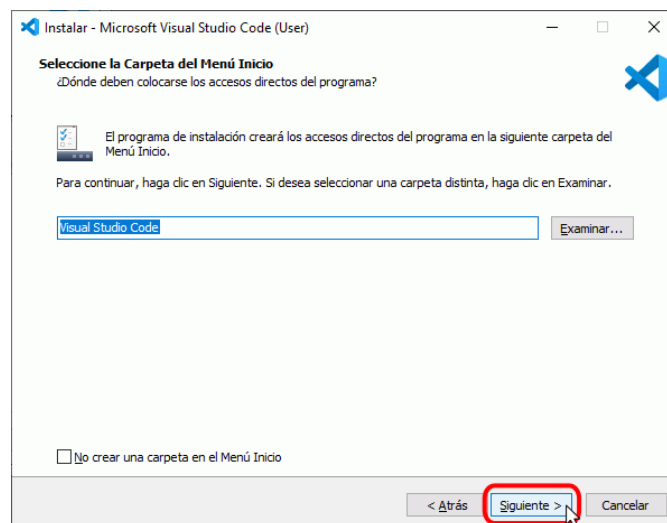 Instalar - Microsoft Visual Studio Code (User)
Seleccione la Carpeta del Menú Inicio
¿Dónde deben colocarse los accesos directos del programa?
El programa de instalación creará los accesos directos del programa en la siguiente carpeta del
Menú Inicio.
Para continuar, haga clic en Siguiente. Si desea seleccionar una carpeta distinta, haga clic en Examinar.
Visual Studio Code
Examinar...
No crear una carpeta en el Menú Inicio
< Atrás
Siguiente >
Cancelar